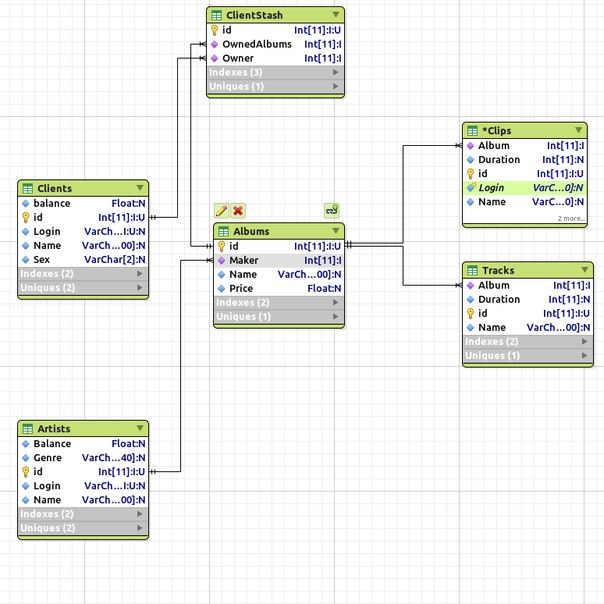 ClientStash
id Int[11]:I:U
OwnedAlbums Int[11]:I
Owner Int[11]:I
Indexes (3)
Uniques (1)
*Clips
Album Int[11]:I
Duration Int[11]:N
id Int[11]:I:U
Login VarC...0]:N
Name VarC...0]:N
2 more...
Clients
balance Float:N
id Int[11]:I:U
Login VarCh...I:U:N
Name VarCh...00]:N
Sex VarChar[2]:N
Indexes (2)
Uniques (2)
Albums
id Int[11]:I:U
Maker Int[11]:I
Name VarCh...00]:N
Price Float:N
Indexes (2)
Uniques (1)
Tracks
Album Int[11]:I
Duration Int[11]:N
id Int[11]:I:U
Name VarCh...00]:N
Indexes (2)
Uniques (1)
Artists
Balance Float:N
Genre VarCh...40]:N
id Int[11]:I:U
Login VarCh...I:U:N
Name VarCh...00]:N
Indexes (2)
Uniques (2)